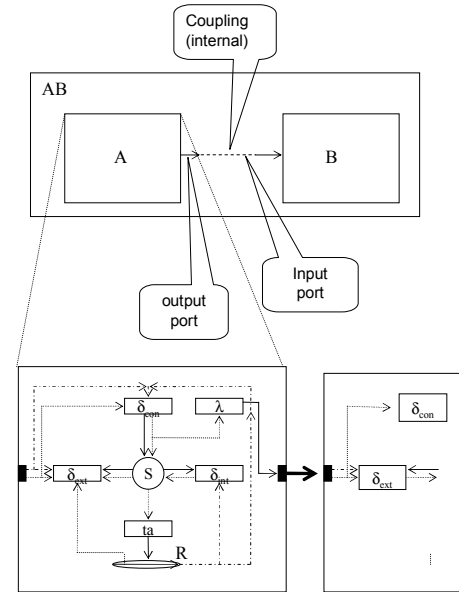 Coupling
(internal)
AB
A
B
output
port
Input
port
δcon
λ
δcon
δext
S
δint
δext
ta
R